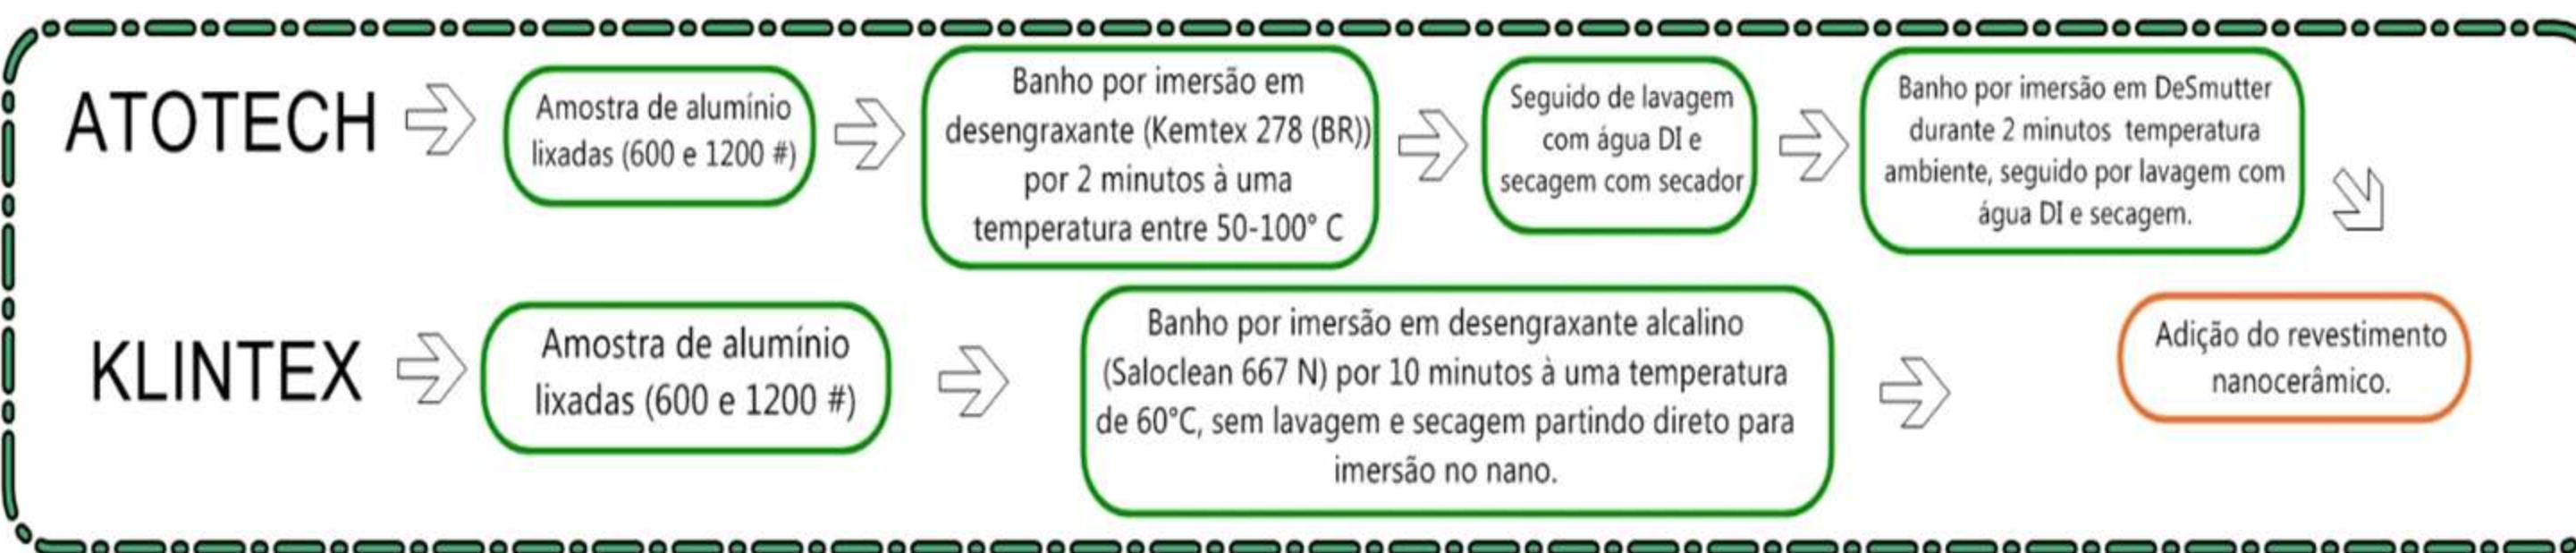 ATOTECH
Amostra de alumínio
lixadas (600 e 1200 #)
Banho por imersão em
desengraxante (Kemtex 278 (BR))
por 2 minutos à uma
temperatura entre 50-100° C
Seguido de lavagem
com água DI e
secagem com secador
Banho por imersão em DeSmutter
durante 2 minutos temperatura
ambiente, seguido por lavagem com
água DI e secagem.
KLINTEX
Amostra de alumínio
lixadas (600 e 1200 #)
Banho por imersão em desengraxante alcalino
(Saloclean 667 N) por 10 minutos à uma temperatura
de 60°C, sem lavagem e secagem partindo direto para
imersão no nano.
Adição do revestimento
nanocerâmico.